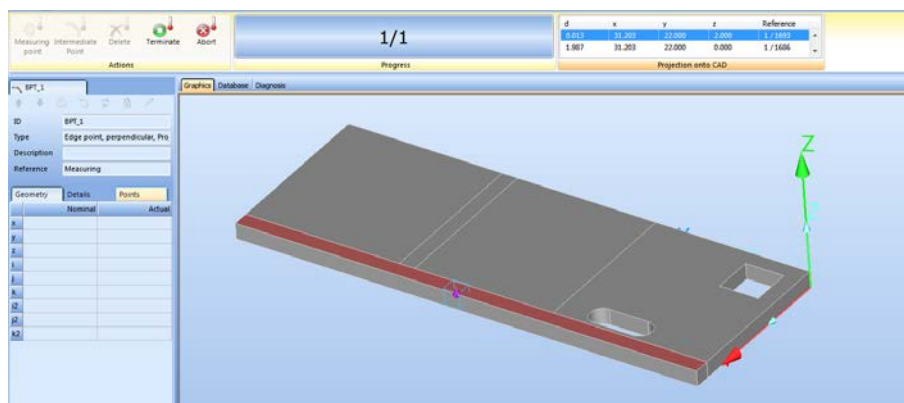 Measuring point
Intermediate Point
Delete
Terminate
Abort
Actions
1/1
Progress
d x y z Reference
0.013 31.203 22.000 2.000 1 / 1693
1.987 31.203 22.000 0.000 1 / 1686
Projection onto CAD
BPT_1
ID BPT_1
Type Edge point, perpendicular, Pro
Description
Reference Measuring
Geometry Details Points
Nominal Actual
x
y
z
i
j
k
i2
j2
k2
Graphics Database Diagnosis
Z